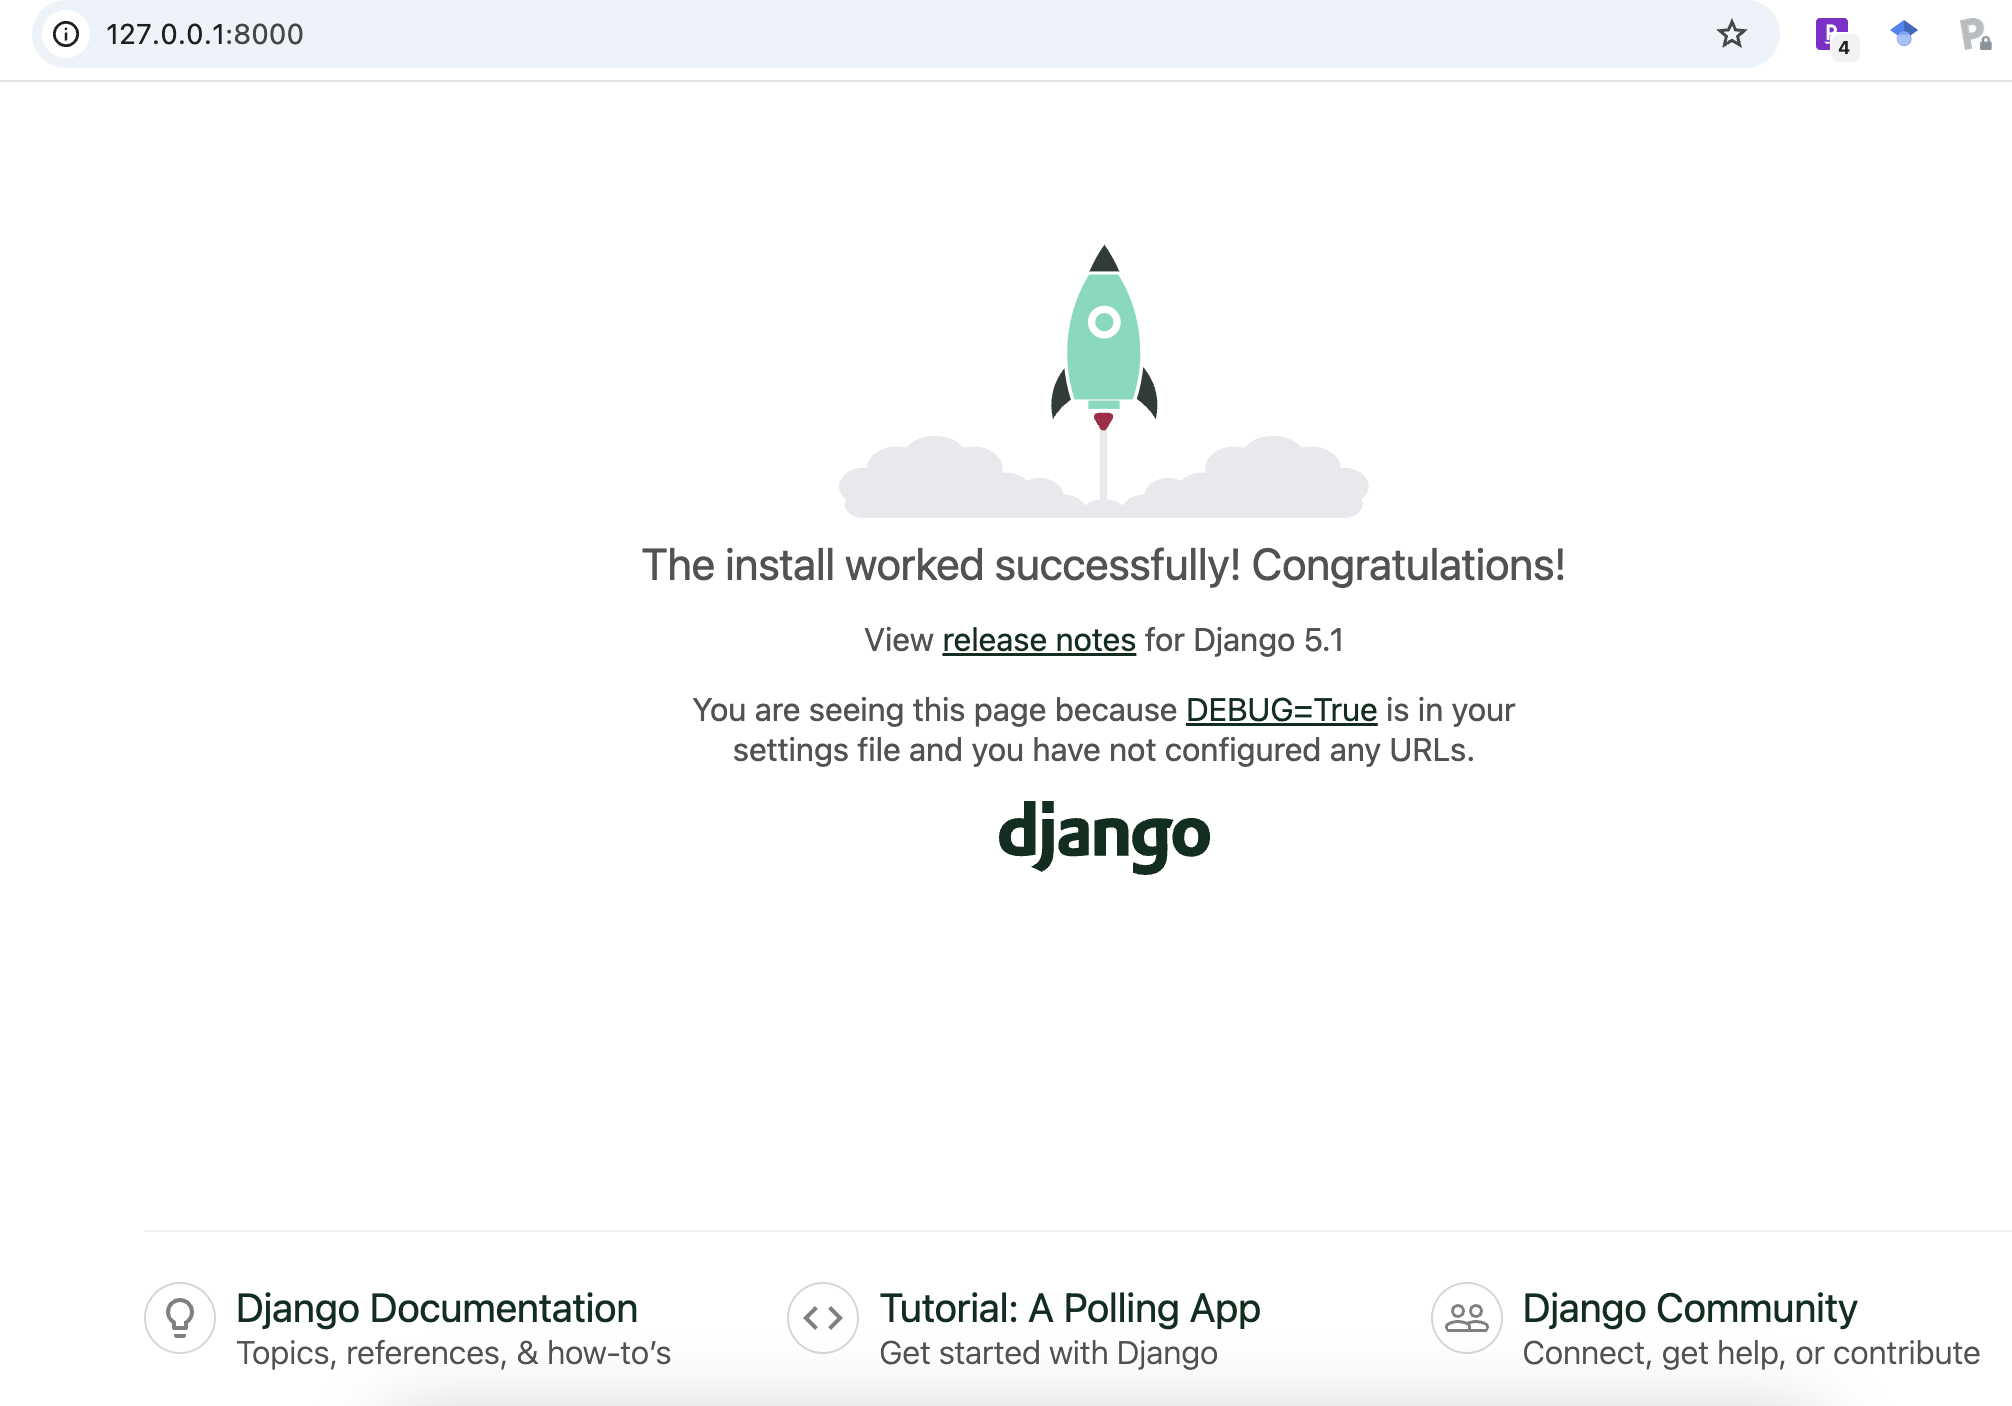 127.0.0.1:8000
4
The install worked successfully! Congratulations!
View release notes for Django 5.1
You are seeing this page because DEBUG=True is in your
settings file and you have not configured any URLs.
django
Django Documentation
Topics, references, & how-to’s
Tutorial: A Polling App
Get started with Django
Django Community
Connect, get help, or contribute